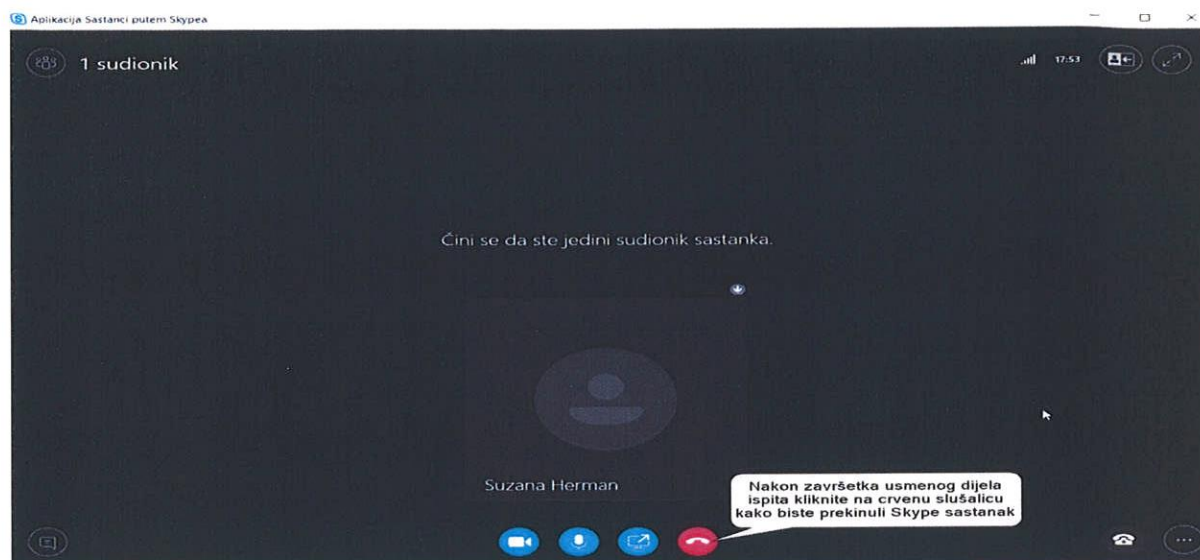 Aplikacija Sastanci putem Skypea
1 sudionik
17:53
Čini se da ste jedini sudionik sastanka.
Suzana Herman
Nakon završetka usmenog dijela
ispita kliknite na crvenu slušalicu
kako biste prekinuli Skype sastanak